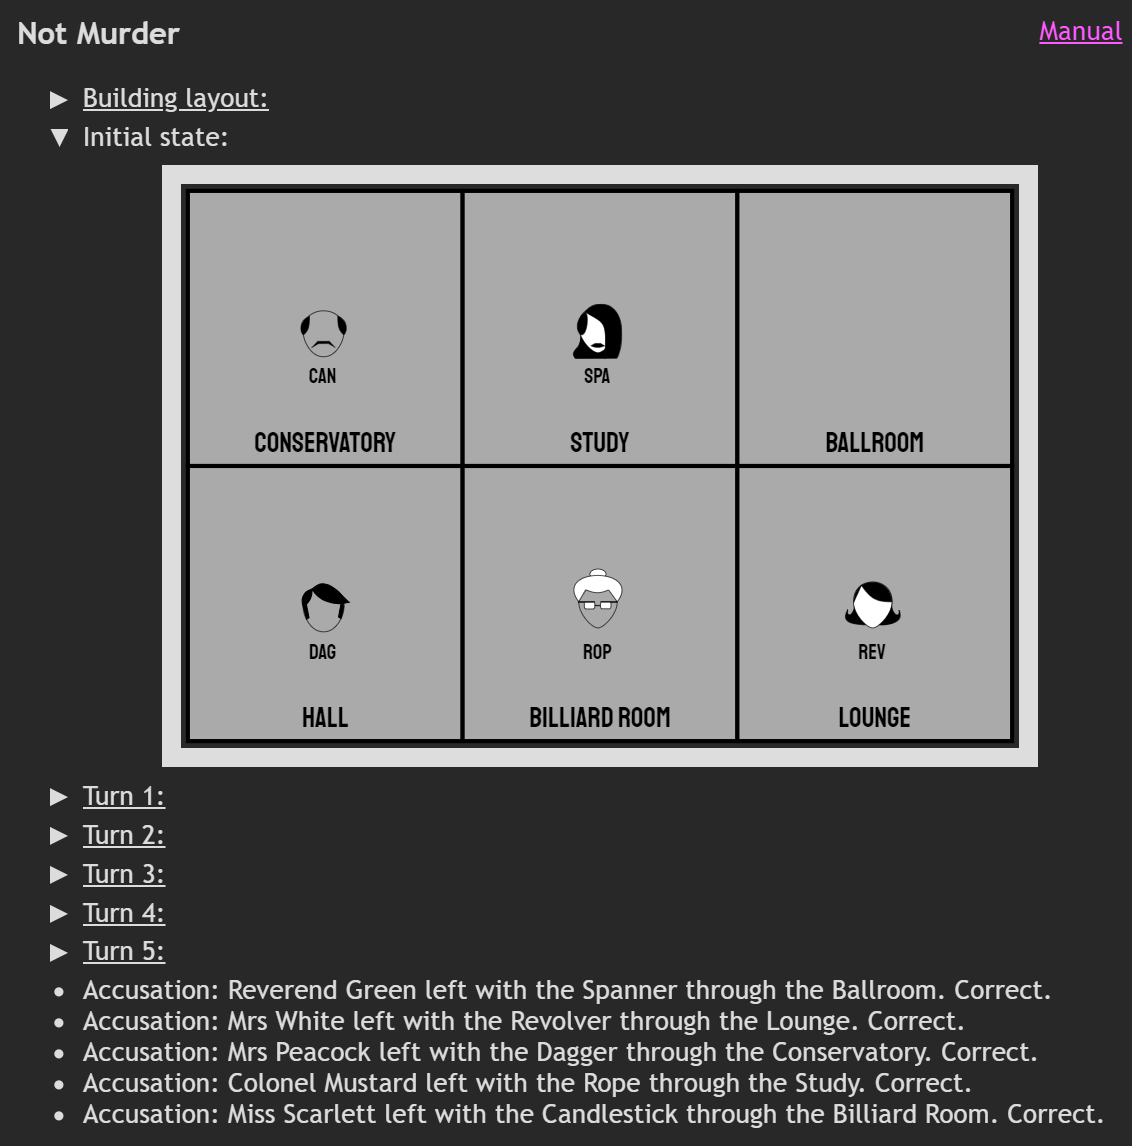 Not Murder
Manual
Building layout:
Initial state:
CAN
SPA
CONSERVATORY
STUDY
BALLROOM
DAG
ROP
REV
HALL
BILLIARD ROOM
LOUNGE
Turn 1:
Turn 2:
Turn 3:
Turn 4:
Turn 5:
Accusation: Reverend Green left with the Spanner through the Ballroom. Correct.
Accusation: Mrs White left with the Revolver through the Lounge. Correct.
Accusation: Mrs Peacock left with the Dagger through the Conservatory. Correct.
Accusation: Colonel Mustard left with the Rope through the Study. Correct.
Accusation: Miss Scarlett left with the Candlestick through the Billiard Room. Correct.